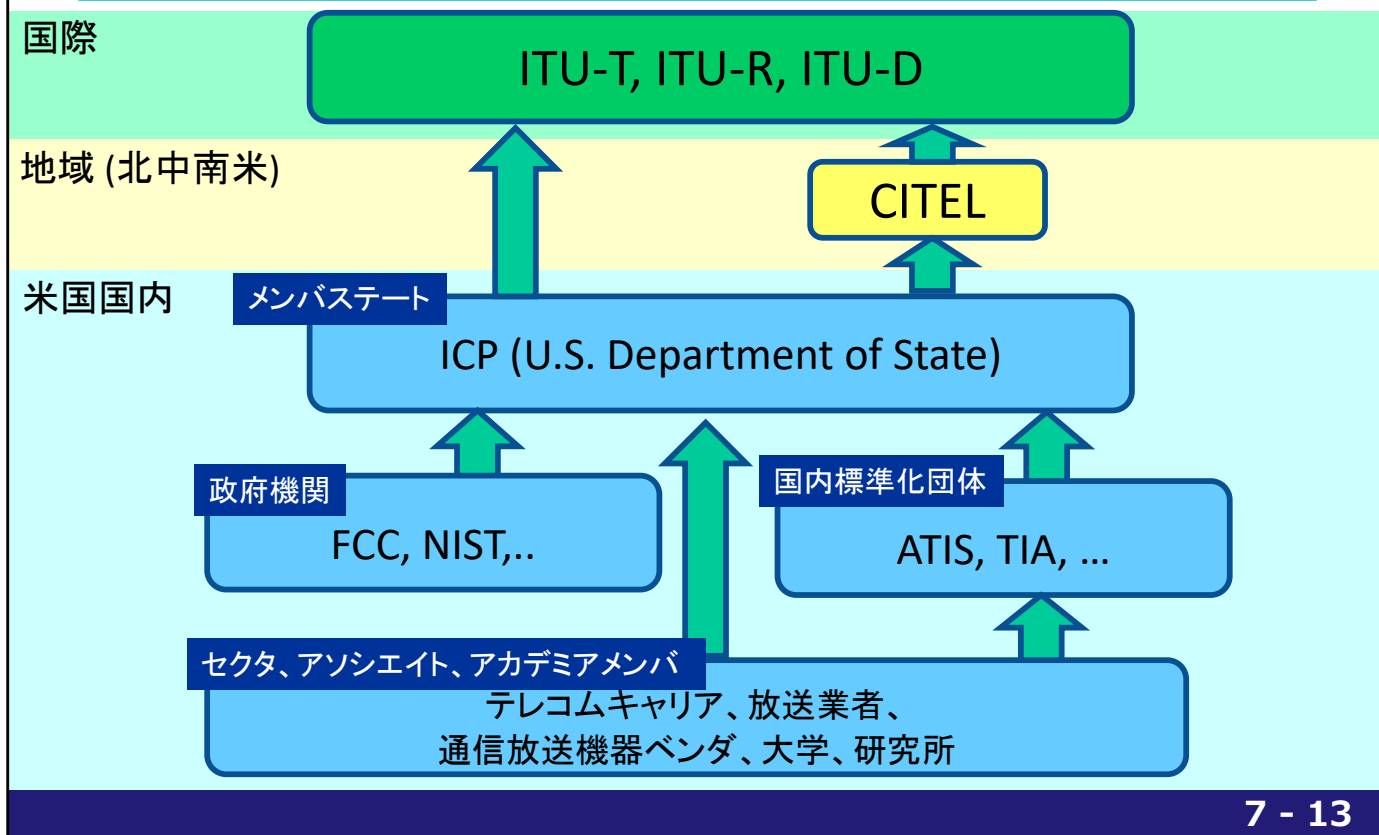 国際
ITU-T, ITU-R, ITU-D
地域 (北中南米)
CITEL
米国国内
メンバステート
ICP (U.S. Department of State)
政府機関
FCC, NIST,..
国内標準化団体
ATIS, TIA, …
セクタ、アソシエイト、アカデミアメンバ
テレコムキャリア、放送業者、
通信放送機器ベンダ、大学、研究所
7 - 13